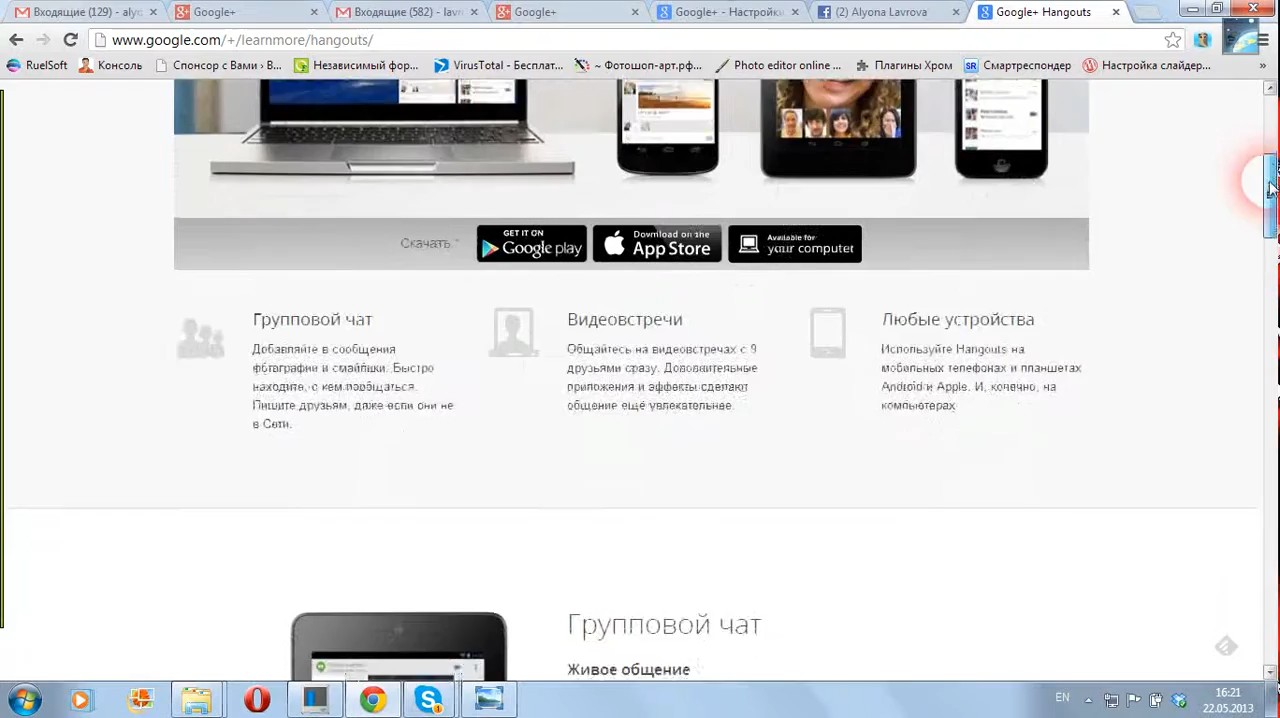 Входящие (129) - alyc
Google+
Входящие (582) - lavr
Google+
Google+ - Настройки
(2) Alyona Lavrova
Google+ Hangouts
www.google.com/+/learnmore/hangouts/
RuelSoft
Консоль
Спонсор с Вами › В...
Независимый фор...
VirusTotal - Бесплат...
~ Фотошоп-арт.рф...
Photo editor online ...
Плагины Хром
Смартреспондер
Настройка слайдер...
»
Скачать
GET IT ON
Google play
Download on the
App Store
Available for
your computer
Групповой чат
Добавляйте в сообщения
фотографии и смайлики. Быстро
находите, с кем пообщаться.
Пишите друзьям, даже если они не
в Сети.
Видеовстречи
Общайтесь на видеовстречах с 9
друзьями сразу. Дополнительные
приложения и эффекты сделают
общение ещё увлекательнее.
Любые устройства
Используйте Hangouts на
мобильных телефонах и планшетах
Android и Apple. И, конечно, на
компьютерах
Групповой чат
Живое общение
EN
16:21
22.05.2013